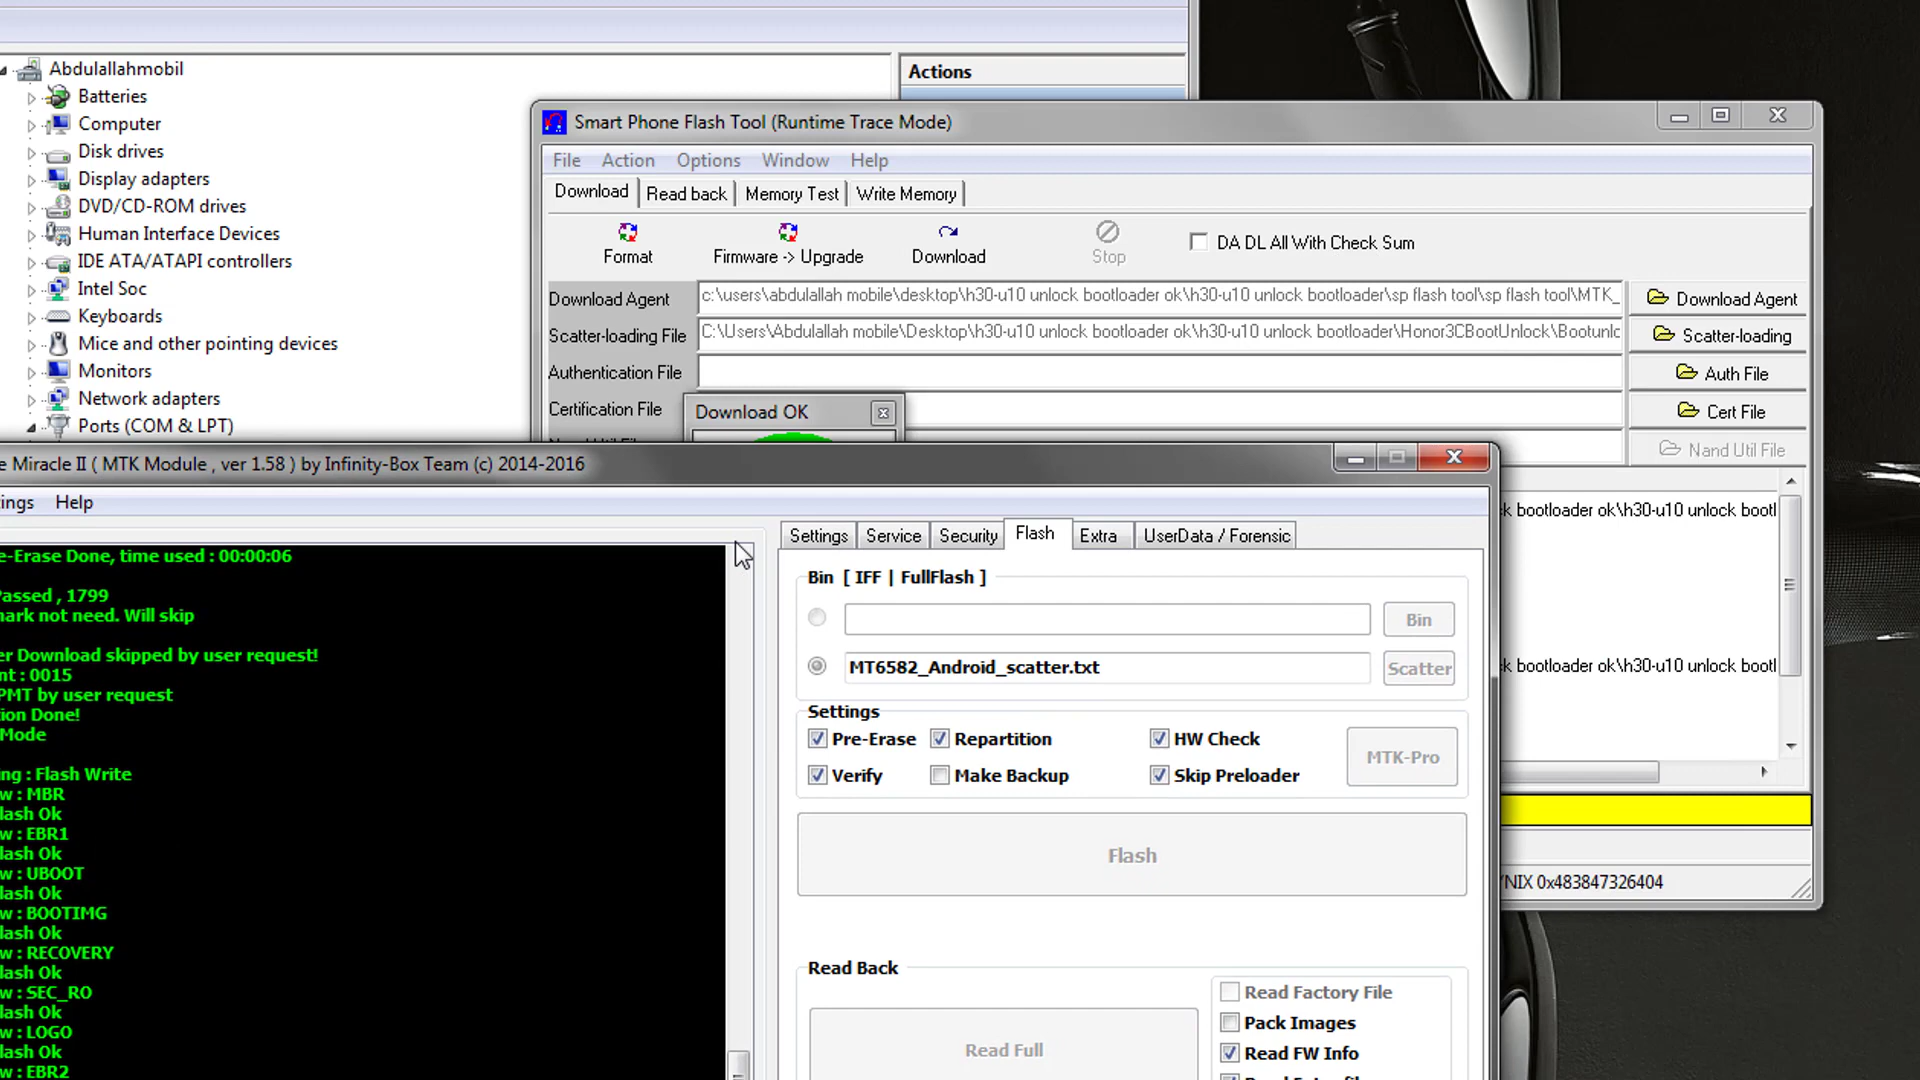 Abdulallahmobil
Batteries
Computer
Disk drives
Display adapters
DVD/CD-ROM drives
Human Interface Devices
IDE ATA/ATAPI controllers
Intel Soc
Keyboards
Mice and other pointing devices
Monitors
Network adapters
Ports (COM & LPT)
Actions
Smart Phone Flash Tool (Runtime Trace Mode)
File Action Options Window Help
Download Read back Memory Test Write Memory
Format Firmware -> Upgrade Download Stop DA DL All With Check Sum
Download Agent c:\users\abdulallah mobile\desktop\h30-u10 unlock bootloader ok\h30-u10 unlock bootloader\sp flash tool\sp flash tool\MTK_ Download Agent
Scatter-loading File C:\Users\Abdulallah mobile\Desktop\h30-u10 unlock bootloader ok\h30-u10 unlock bootloader\Honor3CBootUnlock\Bootunlo Scatter-loading
Authentication File Auth File
Certification File Cert File
Nand Util File
Download OK
k bootloader ok\h30-u10 unlock bootl
k bootloader ok\h30-u10 unlock bootl
YNIX 0x483847326404
e Miracle II ( MTK Module , ver 1.58 ) by Infinity-Box Team (c) 2014-2016
ings Help
e-Erase Done, time used : 00:00:06
assed , 1799
mark not need. Will skip
er Download skipped by user request!
nt : 0015
PMT by user request
ion Done!
Mode
ng : Flash Write
w : MBR
lash Ok
w : EBR1
lash Ok
w : UBOOT
lash Ok
w : BOOTIMG
lash Ok
w : RECOVERY
lash Ok
w : SEC_RO
lash Ok
w : LOGO
lash Ok
w : EBR2
Settings Service Security Flash Extra UserData / Forensic
Bin [ IFF | FullFlash ]
Bin
MT6582_Android_scatter.txt Scatter
Settings
Pre-Erase Repartition HW Check MTK-Pro
Verify Make Backup Skip Preloader
Flash
Read Back
Read Full
Read Factory File
Pack Images
Read FW Info